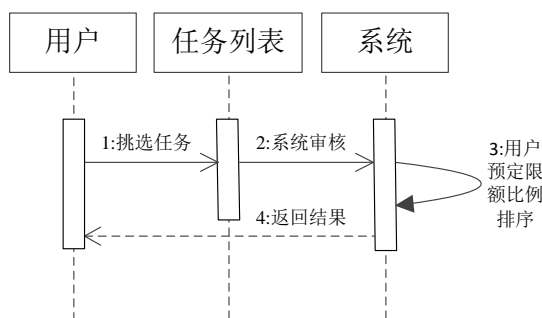 用户
任务列表
系统
1:挑选任务
2:系统审核
3:用户
预定限
额比例
排序
4:返回结果